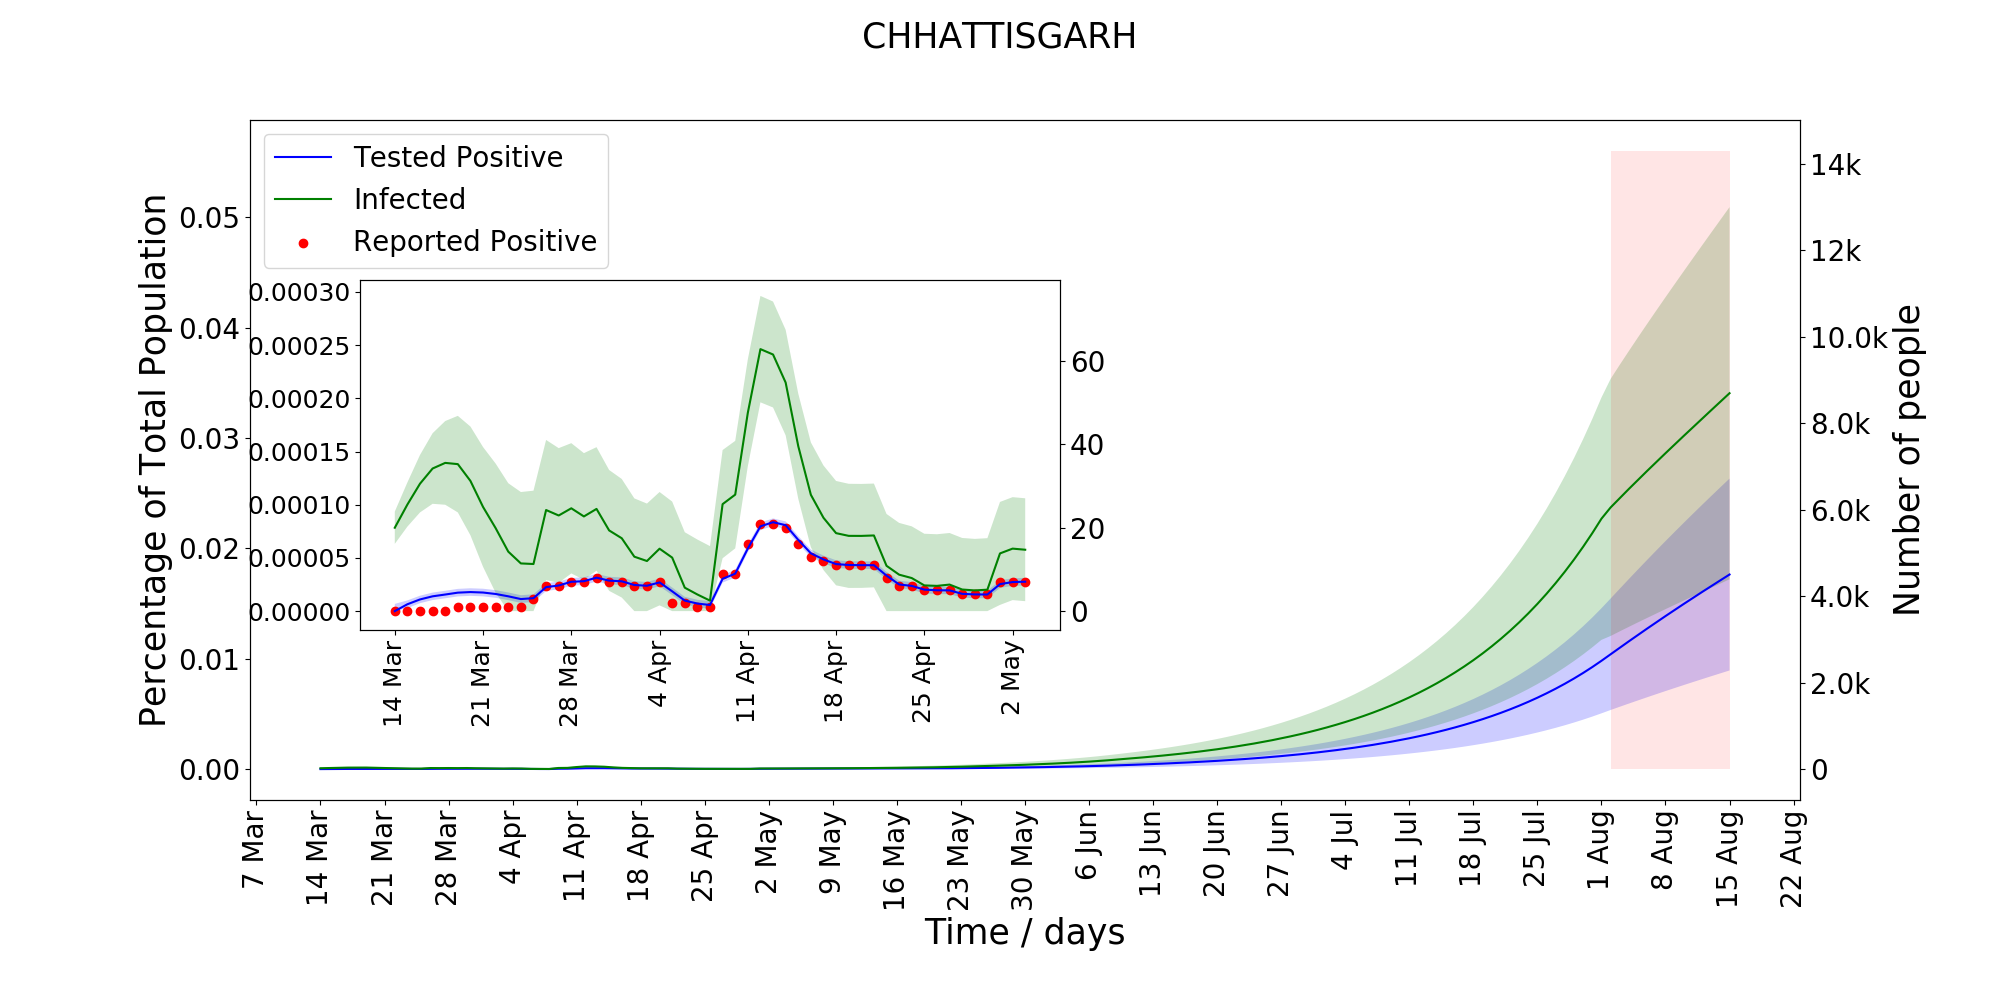 CHHATTISGARH
Tested Positive
Infected
Reported Positive
Percentage of Total Population
0.05
0.04
0.03
0.02
0.01
0.00
0.00030
0.00025
0.00020
0.00015
0.00010
0.00005
0.00000
60
40
20
0
14 Mar
21 Mar
28 Mar
4 Apr
11 Apr
18 Apr
25 Apr
2 May
14k
12k
10.0k
8.0k
6.0k
4.0k
2.0k
0
Number of people
7 Mar
14 Mar
21 Mar
28 Mar
4 Apr
11 Apr
18 Apr
25 Apr
2 May
9 May
16 May
23 May
30 May
6 Jun
13 Jun
20 Jun
27 Jun
4 Jul
11 Jul
18 Jul
25 Jul
1 Aug
8 Aug
15 Aug
22 Aug
Time / days